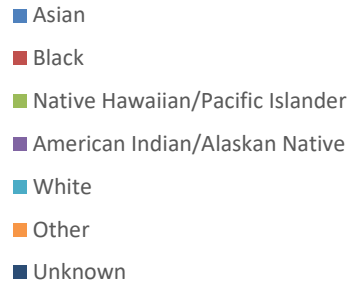 Asian
Black
Native Hawaiian/Pacific Islander
American Indian/Alaskan Native
White
Other
Unknown